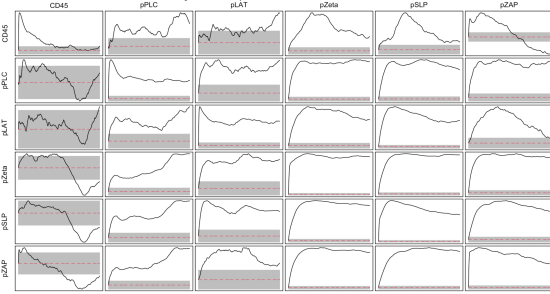 CD45 pPLC pLAT pZeta pSLP pZAP
CD45
pPLC
pLAT
pZeta
pSLP
pZAP